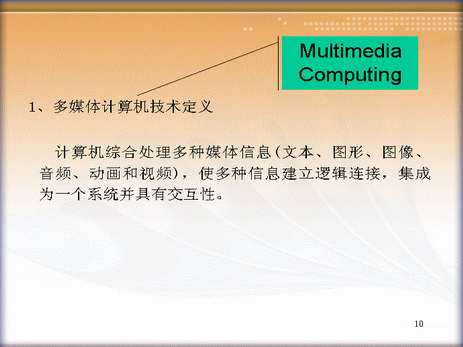 Multimedia
Computing
1、多媒体计算机技术定义
计算机综合处理多种媒体信息(文本、图形、图像、
音频、动画和视频)，使多种信息建立逻辑连接，集成
为一个系统并具有交互性。
10